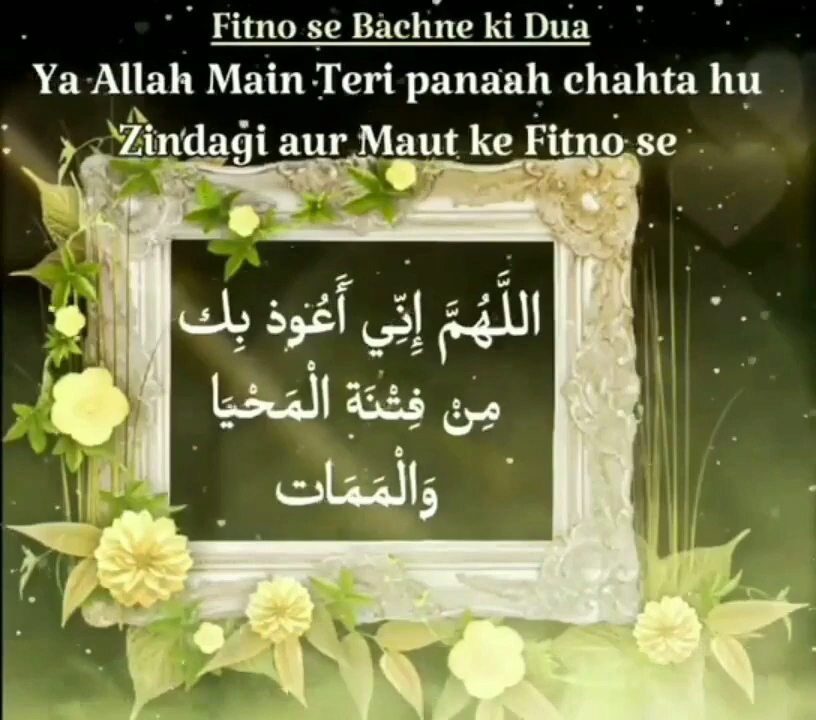 Fitno se Bachne ki Dua
Ya Allah Main Teri panaah chahta hu
Zindagi aur Maut ke Fitno se
اللَّهُمَّ إِنِّي أَعُوذ بِك
مِنْ فِتْنَة الْمَحْيَا
وَالْمَمَات